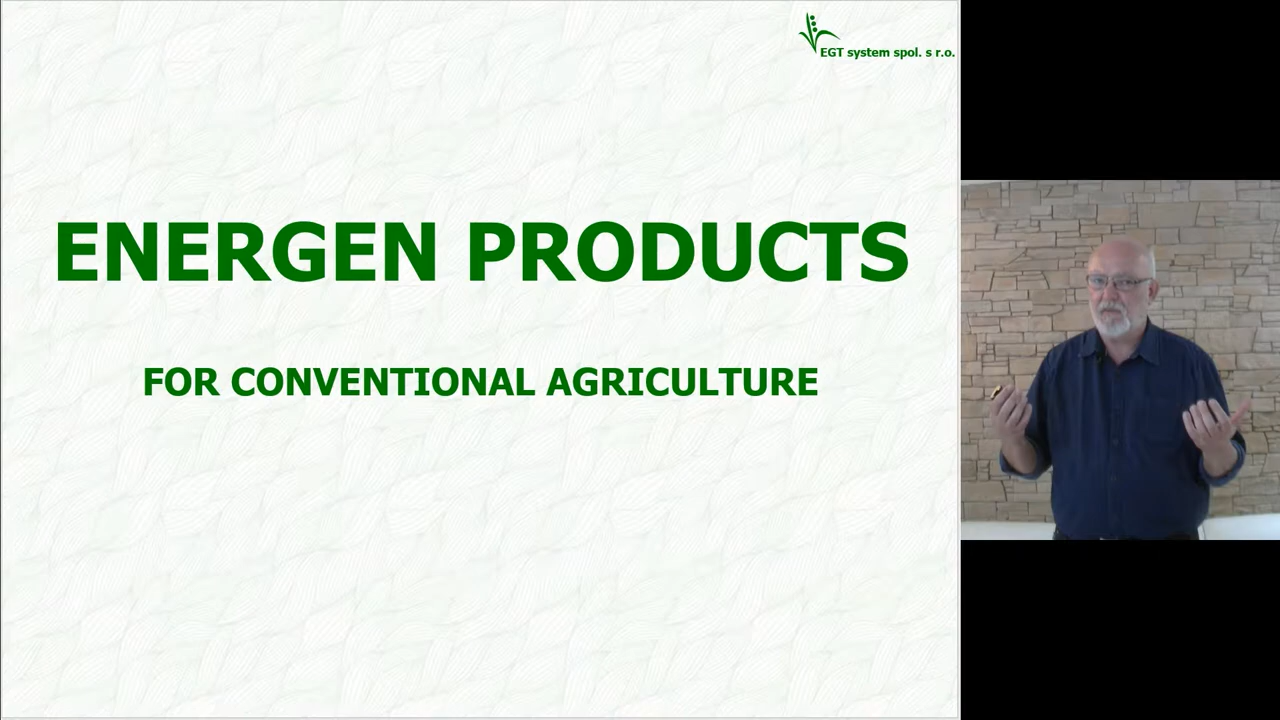 EGT system spol. s r.o.
ENERGEN PRODUCTS
FOR CONVENTIONAL AGRICULTURE